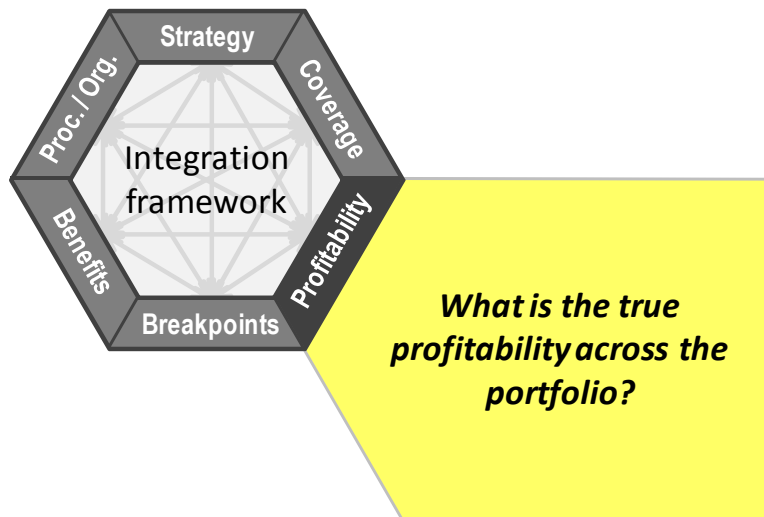 Strategy
Proc. / Org.
Coverage
Integration
framework
Benefits
Profitability
Breakpoints
What is the true
profitability across the
portfolio?